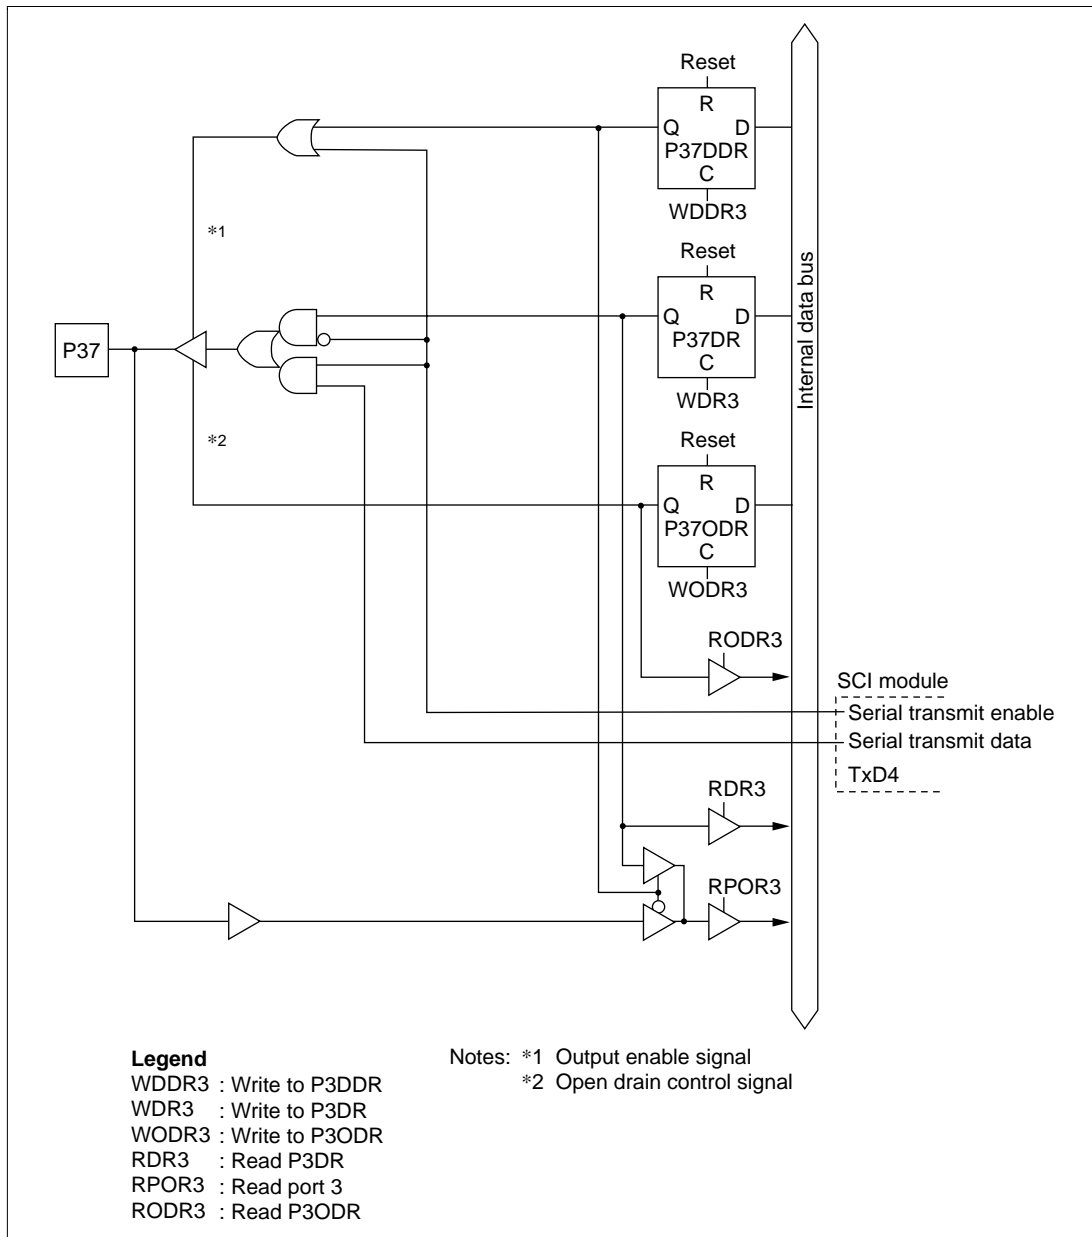 Reset
R
Q D
P37DDR
C
WDDR3
*1
Reset
R
Q D
P37DR
C
WDR3
P37
Internal data bus
*2
Reset
R
Q D
P37ODR
C
WODR3
RODR3
SCI module
Serial transmit enable
Serial transmit data
TxD4
RDR3
RPOR3
Legend
WDDR3 : Write to P3DDR
WDR3 : Write to P3DR
WODR3 : Write to P3ODR
RDR3 : Read P3DR
RPOR3 : Read port 3
RODR3 : Read P3ODR
Notes: *1 Output enable signal
*2 Open drain control signal